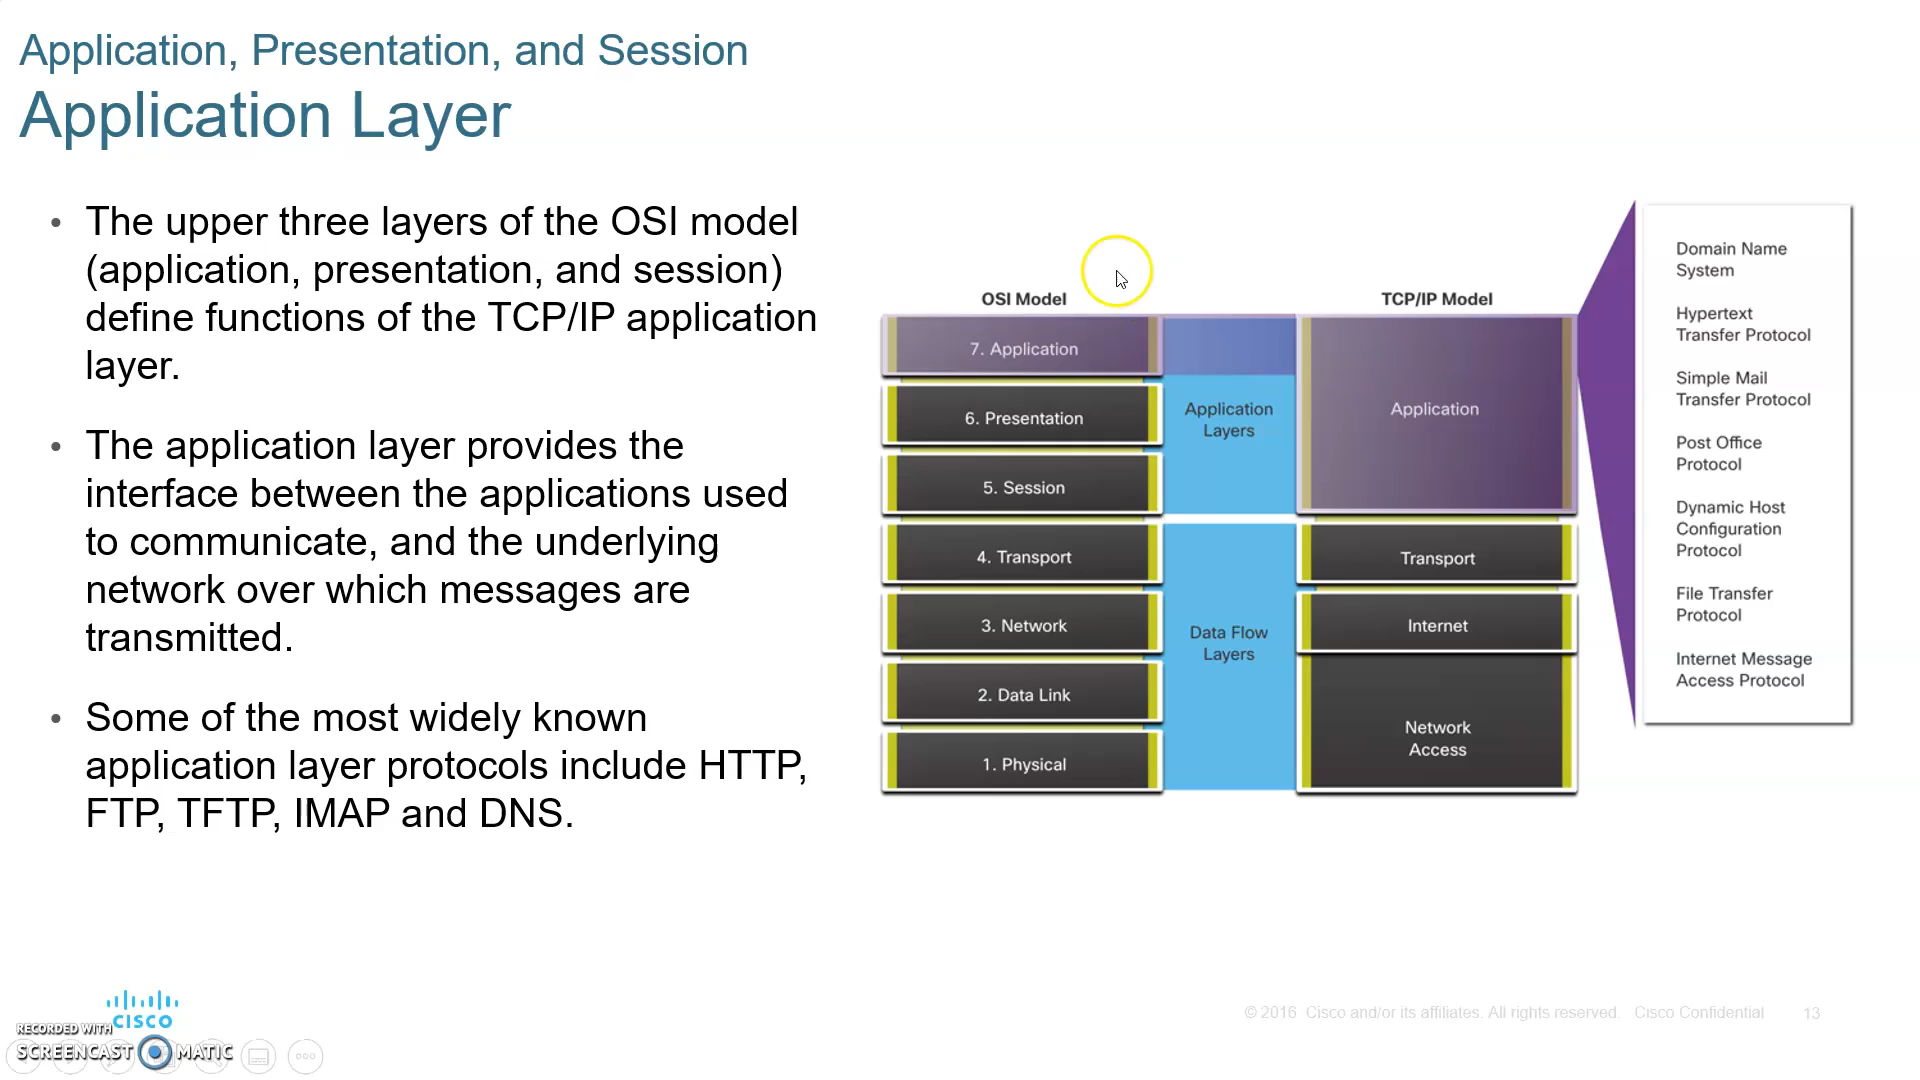 Application, Presentation, and Session
Application Layer
• The upper three layers of the OSI model
(application, presentation, and session)
define functions of the TCP/IP application
layer.
• The application layer provides the
interface between the applications used
to communicate, and the underlying
network over which messages are
transmitted.
• Some of the most widely known
application layer protocols include HTTP,
FTP, TFTP, IMAP and DNS.
OSI Model
7. Application
6. Presentation
5. Session
4. Transport
3. Network
2. Data Link
1. Physical
Application
Layers
Data Flow
Layers
TCP/IP Model
Application
Transport
Internet
Network
Access
Domain Name
System
Hypertext
Transfer Protocol
Simple Mail
Transfer Protocol
Post Office
Protocol
Dynamic Host
Configuration
Protocol
File Transfer
Protocol
Internet Message
Access Protocol
CISCO
RECORDED WITH
SCREENCAST MATIC
© 2016 Cisco and/or its affiliates. All rights reserved. Cisco Confidential 13